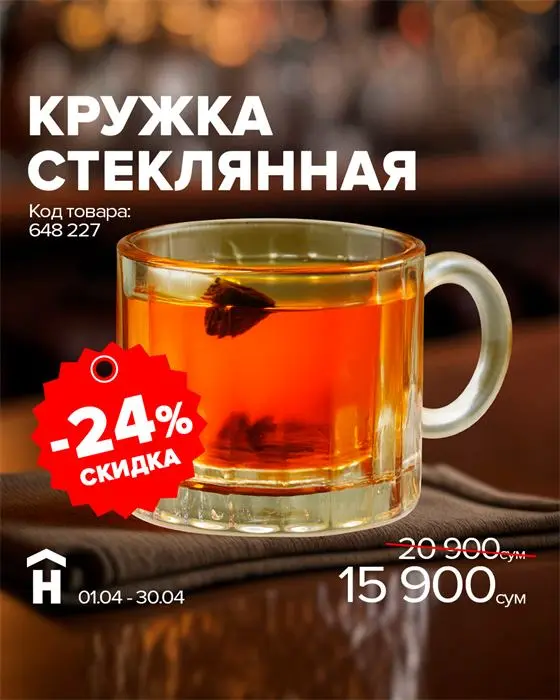 КРУЖКА
СТЕКЛЯННАЯ
Код товара:
648 227
-24%
СКИДКА
20 900сум
15 900сум
H
01.04 - 30.04